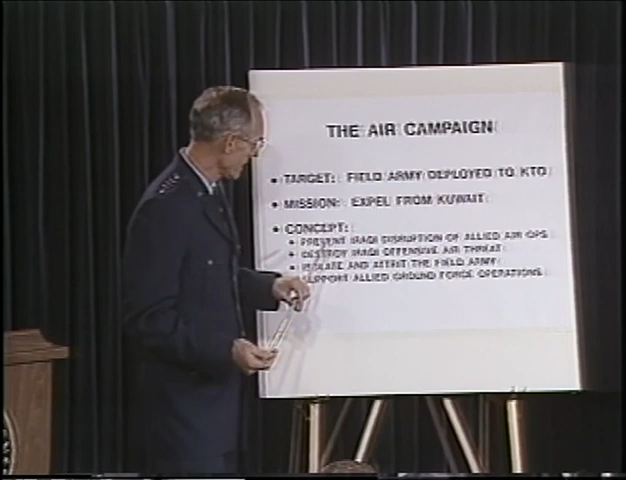 THE AIR CAMPAIGN
• TARGET: FIELD ARMY DEPLOYED TO KTO
• MISSION: EXPEL FROM KUWAIT
• CONCEPT:
• PREVENT IRAQI DISRUPTION OF ALLIED AIR OPS
• DESTROY IRAQI OFFENSIVE AIR THREAT
• ISOLATE AND ATTRIT THE FIELD ARMY
• SUPPORT ALLIED GROUND FORCE OPERATIONS